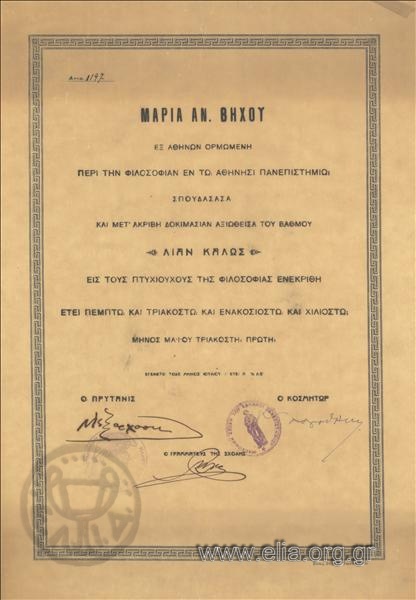 1197
ΜΑΡΙΑ ΑΝ. ΒΗΧΟΥ
ΕΞ ΑΘΗΝΩΝ ΟΡΜΩΜΕΝΗ
ΠΕΡΙ ΤΗΝ ΦΙΛΟΣΟΦΙΑΝ ΕΝ ΤΩι ΑΘΗΝΗΣΙ ΠΑΝΕΠΙΣΤΗΜΙΩι
ΣΠΟΥΔΑΣΑΣΑ
ΚΑΙ ΜΕΤ' ΑΚΡΙΒΗ ΔΟΚΙΜΑΣΙΑΝ ΑΞΙΩΘΕΙΣΑ ΤΟΥ ΒΑΘΜΟΥ
ΛΙΑΝ ΚΑΛΩΣ
ΕΙΣ ΤΟΥΣ ΠΤΥΧΙΟΥΧΟΥΣ ΤΗΣ ΦΙΛΟΣΟΦΙΑΣ ΕΝΕΚΡΙΘΗ
ΕΤΕΙ ΠΕΜΠΤΩι ΚΑΙ ΤΡΙΑΚΟΣΤΩι ΚΑΙ ΕΝΑΚΟΣΙΟΣΤΩι ΚΑΙ ΧΙΛΙΟΣΤΩι
ΜΗΝΟΣ ΜΑΪΟΥ ΤΡΙΑΚΟΣΤΗι ΠΡΩΤΗι
Ο ΠΡΥΤΑΝΙΣ
Ο ΚΟΣΜΗΤΩΡ
Ο ΓΡΑΜΜΑΤΕΥΣ ΤΗΣ ΣΧΟΛΗΣ
www.elia.org.gr